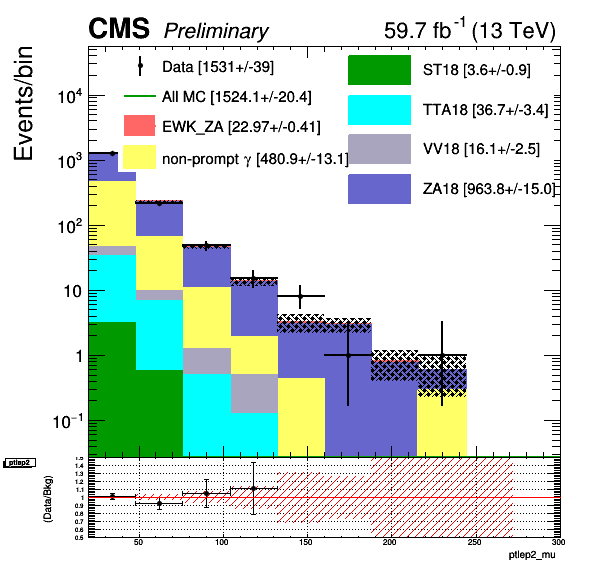 CMS Preliminary 59.7 fb⁻¹ (13 TeV)
Events/bin
Data [1531+/-39]
All MC [1524.1+/-20.4]
EWK_ZA [22.97+/-0.41]
non-prompt γ [480.9+/-13.1]
ST18 [3.6+/-0.9]
TTA18 [36.7+/-3.4]
VV18 [16.1+/-2.5]
ZA18 [963.8+/-15.0]
10⁴
10³
10²
10
1
10⁻¹
ptlep2
(Data/Bkg)
1.5
1.4
1.3
1.2
1.1
1
0.9
0.8
0.7
0.6
0.5
50 100 150 200 250 300
ptlep2_mu